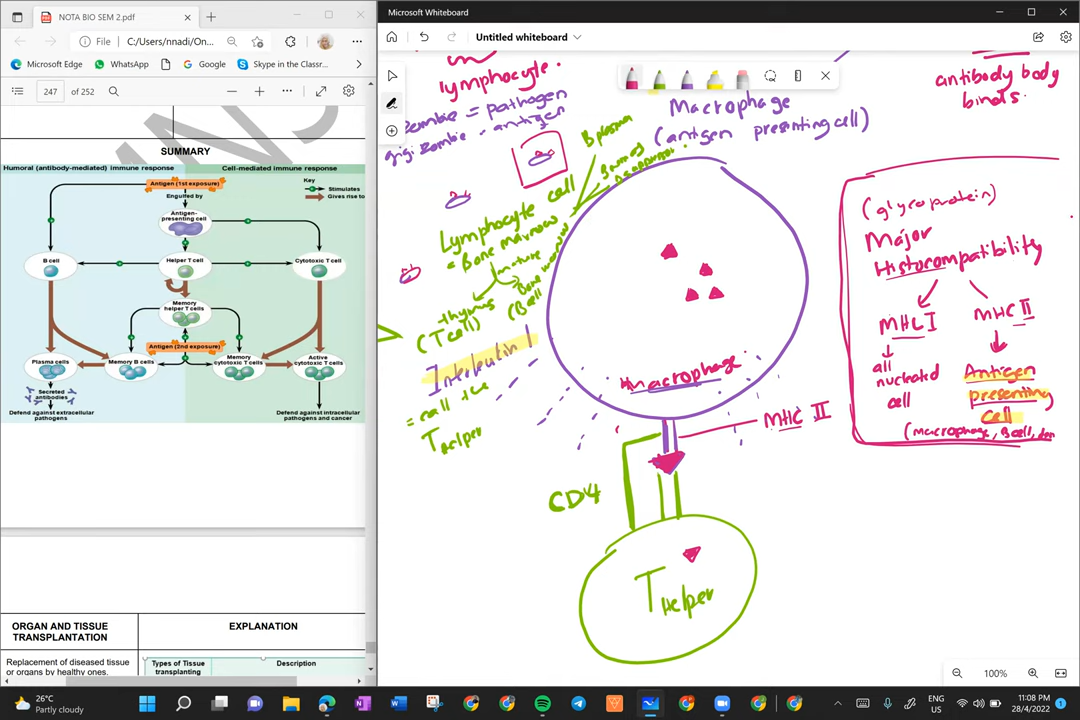 NOTA BIO SEM 2.pdf
File
C:/Users/nnadi/On...
Microsoft Edge
WhatsApp
Google
Skype in the Classr...
247
of 252
SUMMARY
Humoral (antibody-mediated) immune response
Cell-mediated immune response
Antigen (1st exposure)
Key
Stimulates
Gives rise to
Engulfed by
Antigen-
presenting cell
B cell
Helper T cell
Cytotoxic T cell
Memory
helper T cells
Antigen (2nd exposure)
Plasma cells
Memory B cells
Memory
cytotoxic T cells
Active
cytotoxic T cells
Secreted
antibodies
Defend against extracellular
pathogens
Defend against intracellular
pathogens and cancer
ORGAN AND TISSUE
TRANSPLANTATION
EXPLANATION
Replacement of diseased tissue
or organs by healthy ones.
Types of Tissue
transplanting
Description
Microsoft Whiteboard
Untitled whiteboard
lymphocyte.
zombie = pathogen
gigi zombie - antigen
Macrophage
(antigen presenting cell)
antibody body
binds.
B plasma
Lymphocyte cell
= Bone marrow
mature
Bone marrow
(B cell
thymus
(T cell)
Interleukin 1
= call the
T Helper
macrophage
MHC II
CD4
T Helper
(glycoprotein)
Major
Histocompatibility
MHC I
MHC II
all
nucleated
cell
Antigen
presenting
cell
(macrophage, B cell, den
100%
26°C
Partly cloudy
ENG
US
11:08 PM
28/4/2022